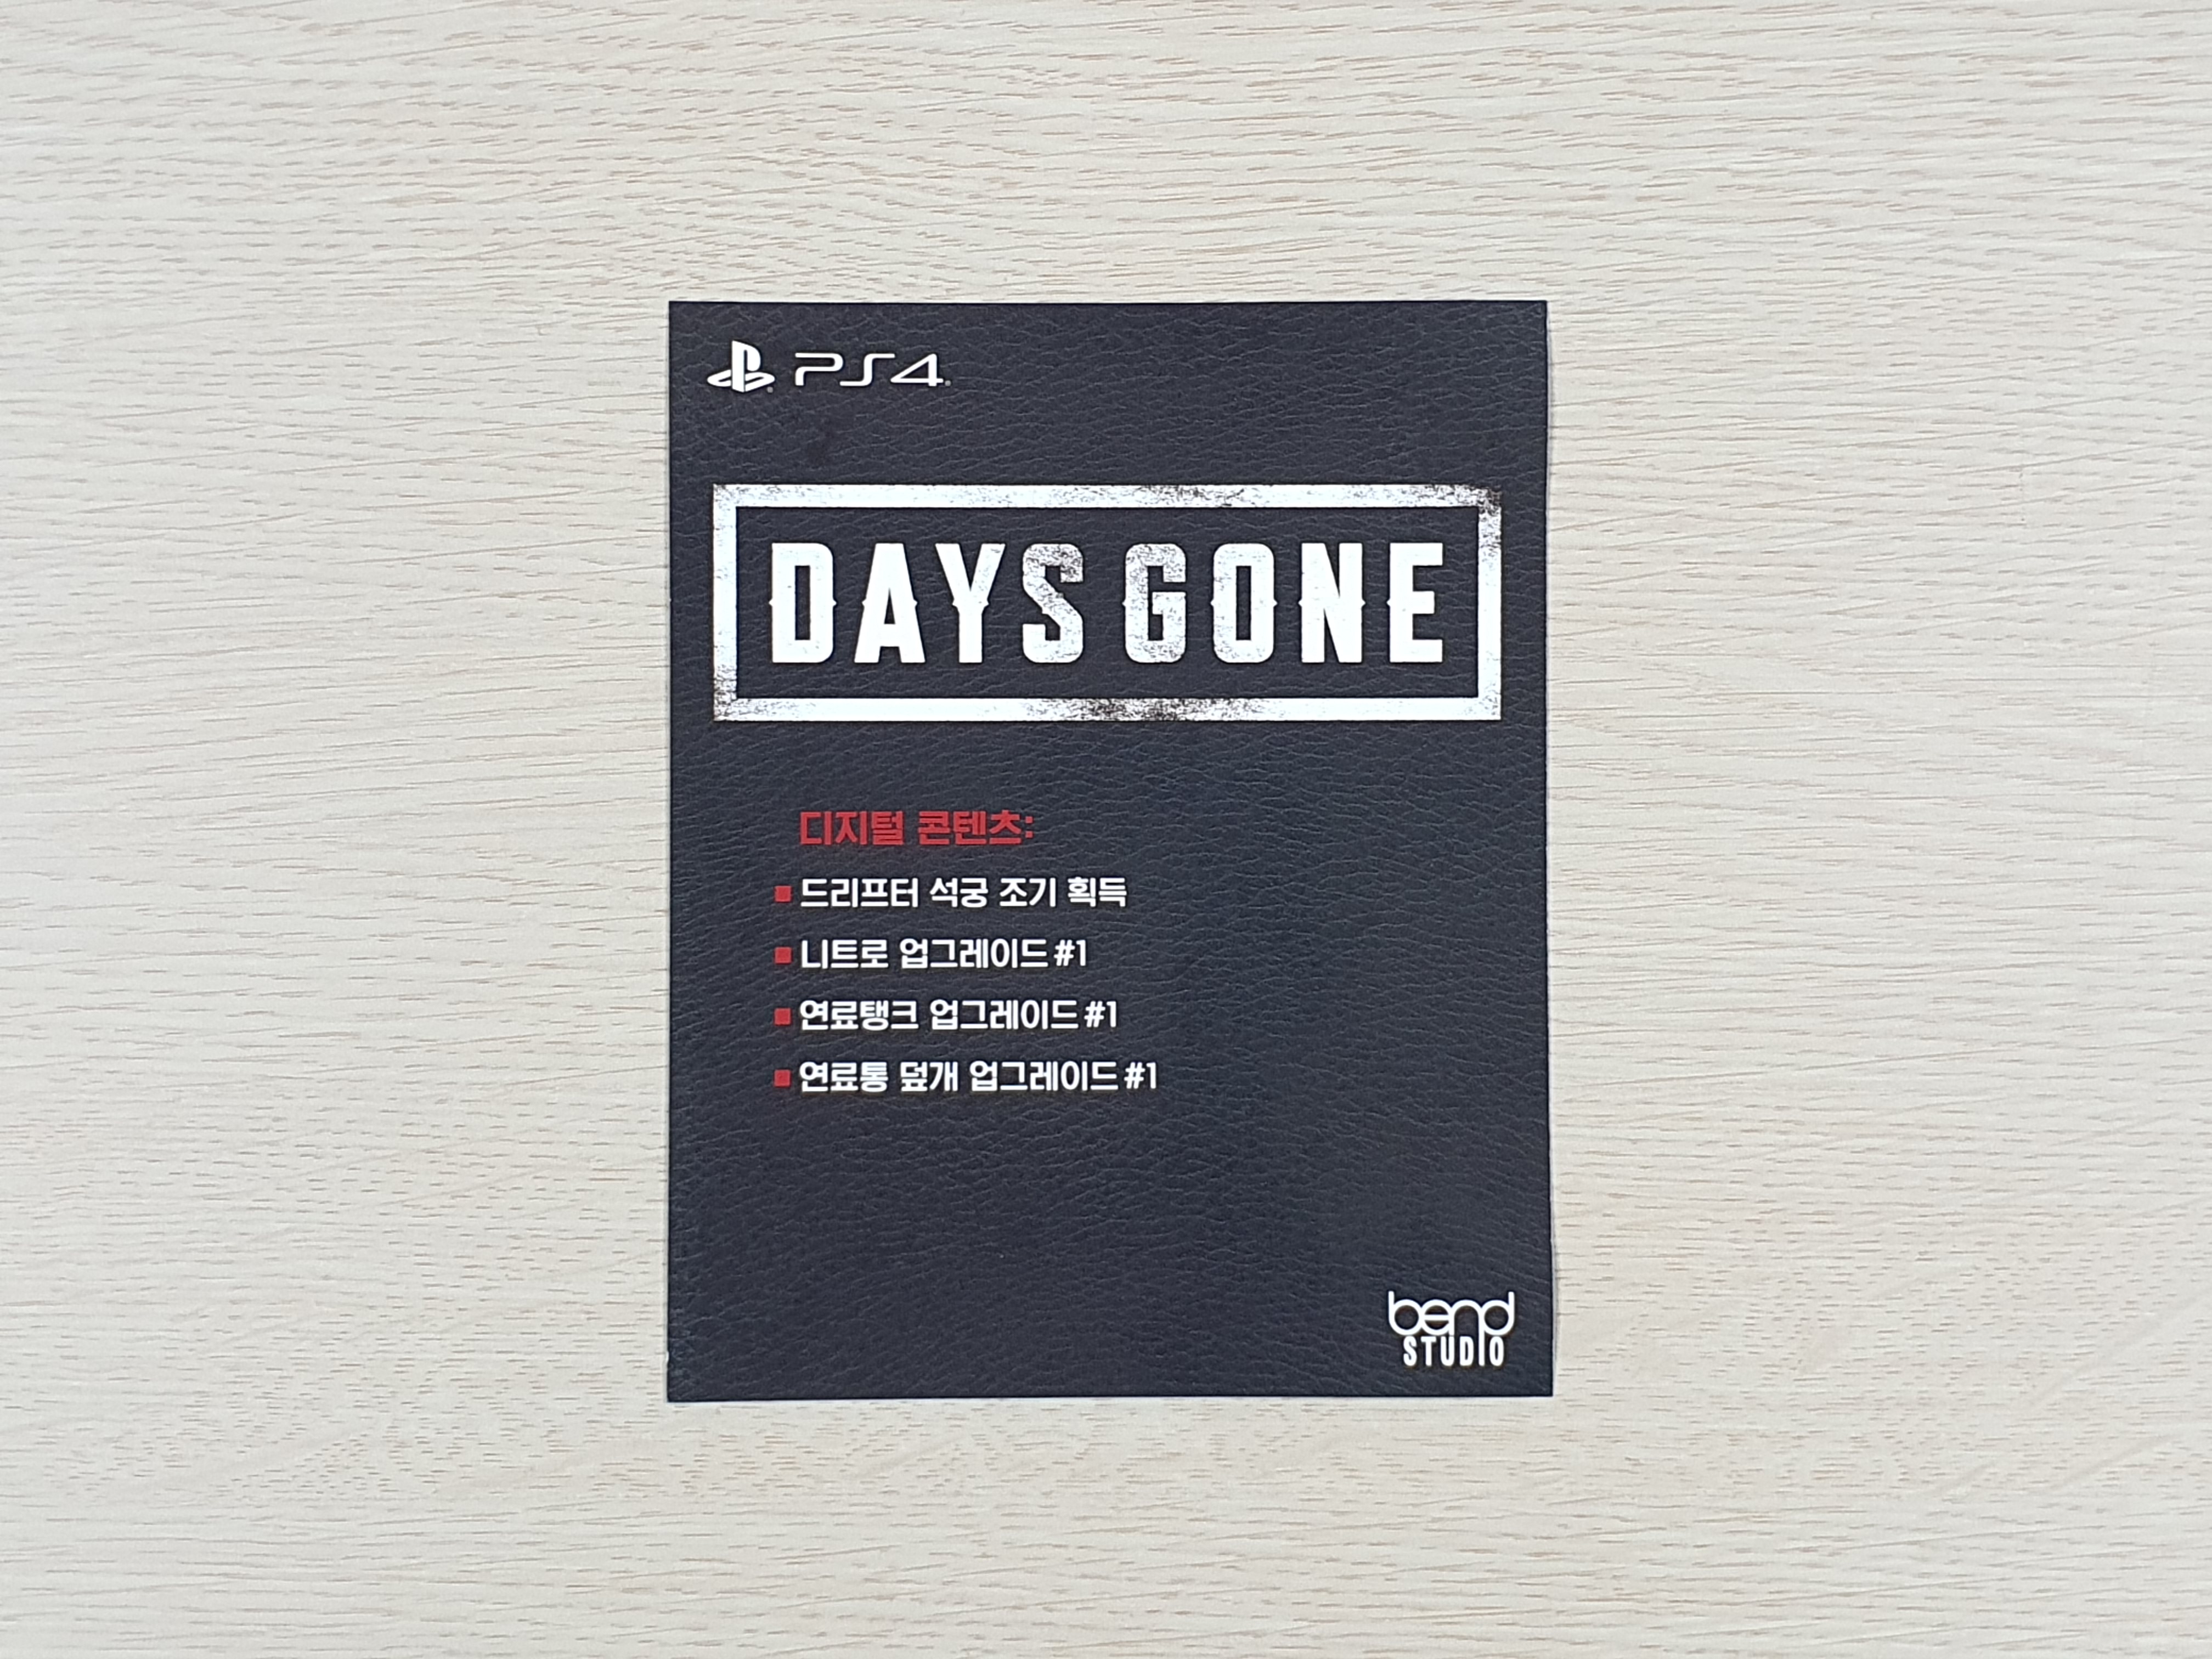 PS4
DAYS GONE
디지털 콘텐츠:
드리프터 석궁 조기 획득
니트로 업그레이드 #1
연료탱크 업그레이드 #1
연료통 덮개 업그레이드 #1
bend
STUDIO